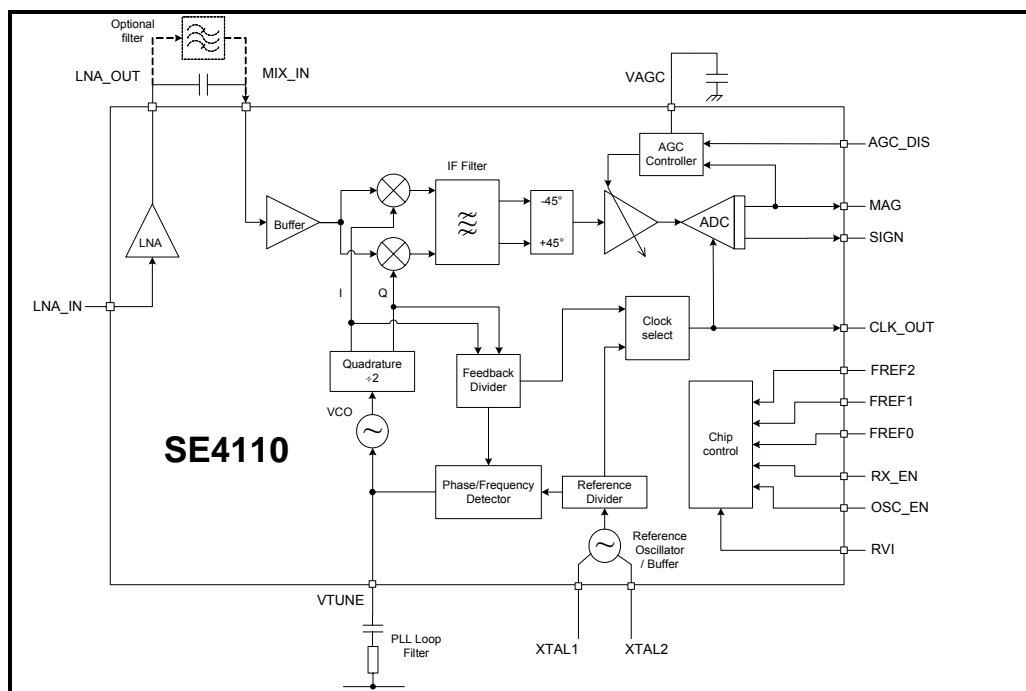 Optional
filter
LNA_OUT
MIX_IN
VAGC
AGC_DIS
AGC
Controller
IF Filter
-45°
+45°
MAG
ADC
SIGN
Buffer
LNA
LNA_IN
I
Q
Clock
select
CLK_OUT
Quadrature
÷2
Feedback
Divider
FREF2
VCO
FREF1
SE4110
Chip
control
FREF0
Phase/Frequency
Detector
Reference
Divider
RX_EN
OSC_EN
Reference
Oscillator
/ Buffer
RVI
VTUNE
PLL Loop
Filter
XTAL1
XTAL2